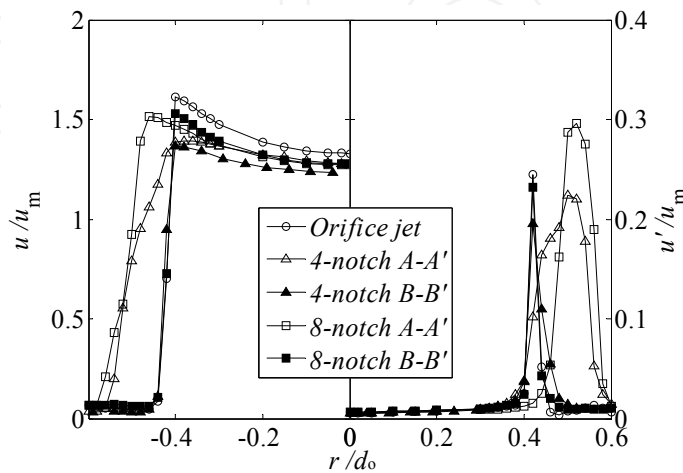 2
1.5
1
0.5
0
u/u_m
0.4
0.3
0.2
0.1
0
u'/u_m
-0.4
-0.2
0
0.2
0.4
0.6
r/d_o
Orifice jet
4-notch A-A'
4-notch B-B'
8-notch A-A'
8-notch B-B'